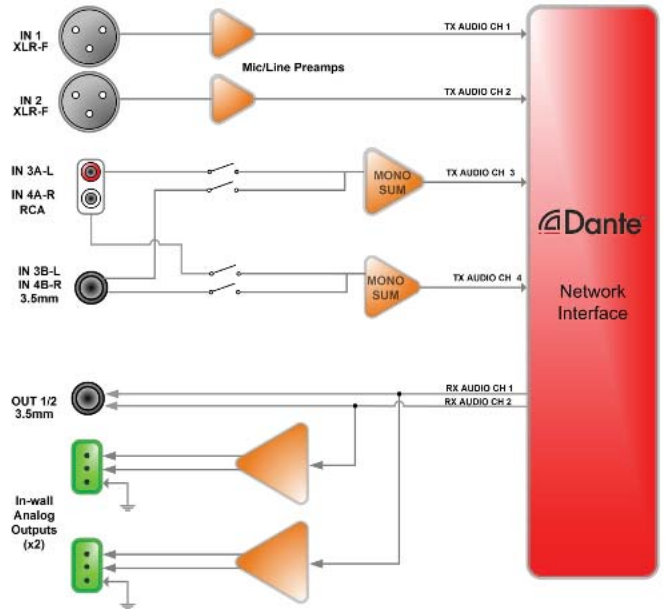 IN 1
XLR-F
TX AUDIO CH 1
Mic/Line Preamps
IN 2
XLR-F
TX AUDIO CH 2
IN 3A-L
IN 4A-R
RCA
MONO
SUM
TX AUDIO CH 3
IN 3B-L
IN 4B-R
3.5mm
MONO
SUM
TX AUDIO CH 4
Dante
Network
Interface
OUT 1/2
3.5mm
RX AUDIO CH 1
RX AUDIO CH 2
In-wall
Analog
Outputs
(x2)